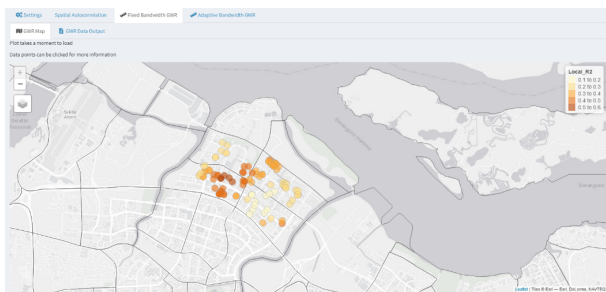 Settings
Spatial Autocorrelation
Fixed Bandwidth GWR
Adaptive Bandwidth GWR
GWR Map
GWR Data Output
Plot takes a moment to load
Data points can be clicked for more information
+
−
Local_R2
0.1 to 0.2
0.2 to 0.3
0.3 to 0.4
0.4 to 0.5
0.5 to 0.6
Leaflet | Tiles © Esri — Esri, DeLorme, NAVTEQ